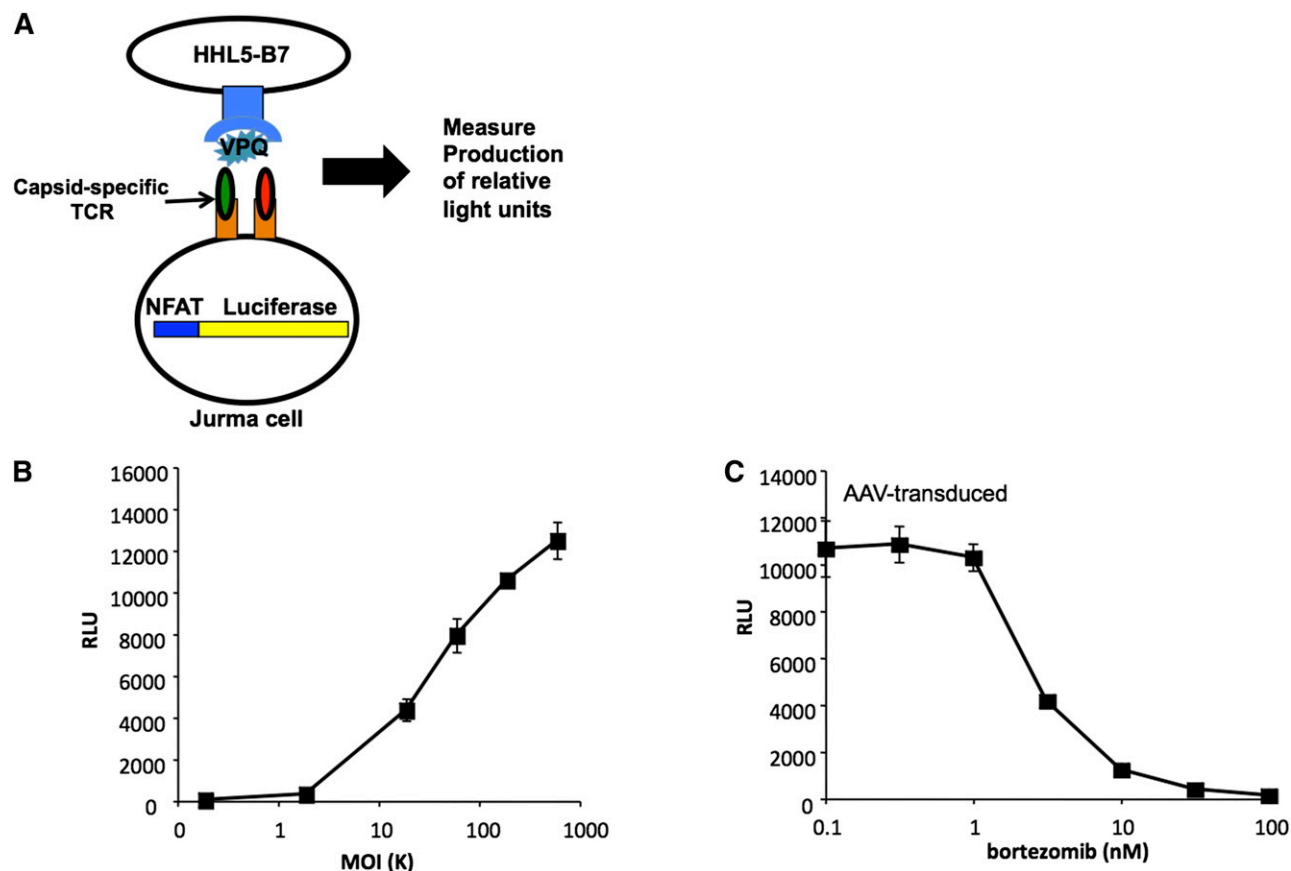 A
HHL5-B7
VPQ
Capsid-specific
TCR
Measure
Production
of relative
light units
NFAT Luciferase
Jurma cell
B
16000
14000
12000
10000
8000
6000
4000
2000
0
RLU
0 1 10 100 1000
MOI (K)
C
AAV-transduced
14000
12000
10000
8000
6000
4000
2000
0
RLU
0.1 1 10 100
bortezomib (nM)